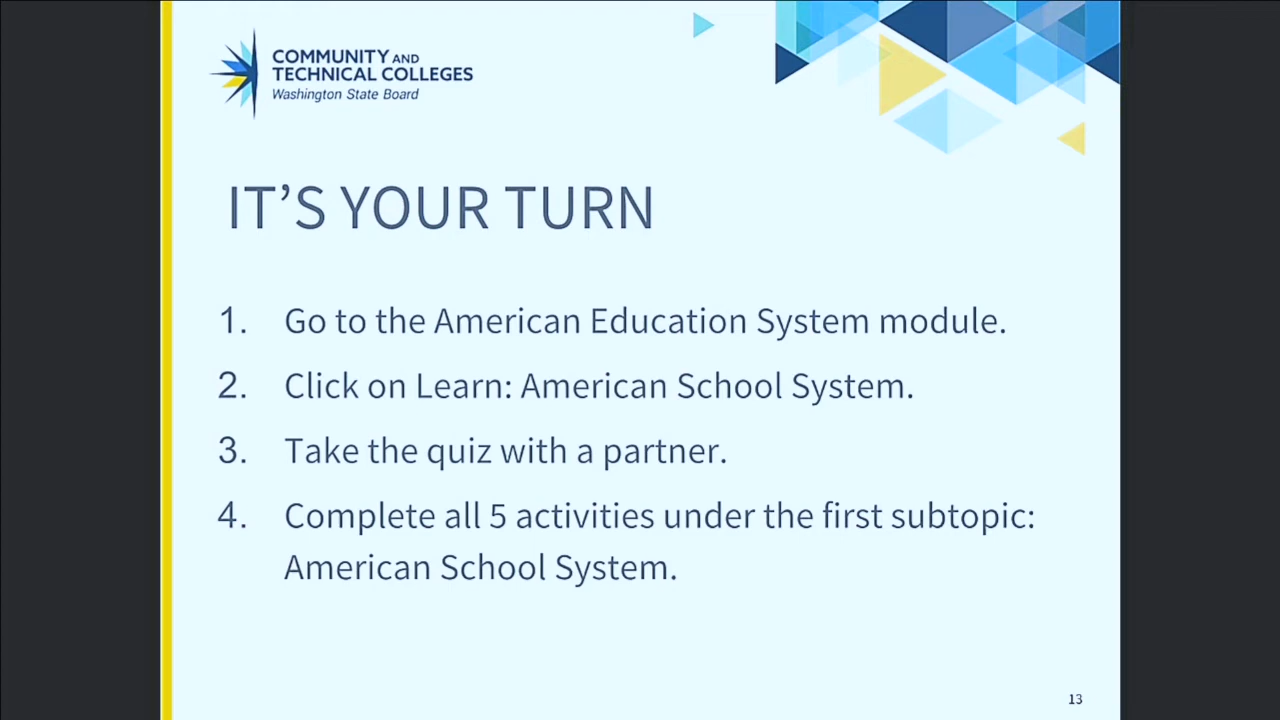 COMMUNITY AND
TECHNICAL COLLEGES
Washington State Board
IT’S YOUR TURN
1. Go to the American Education System module.
2. Click on Learn: American School System.
3. Take the quiz with a partner.
4. Complete all 5 activities under the first subtopic:
American School System.
13